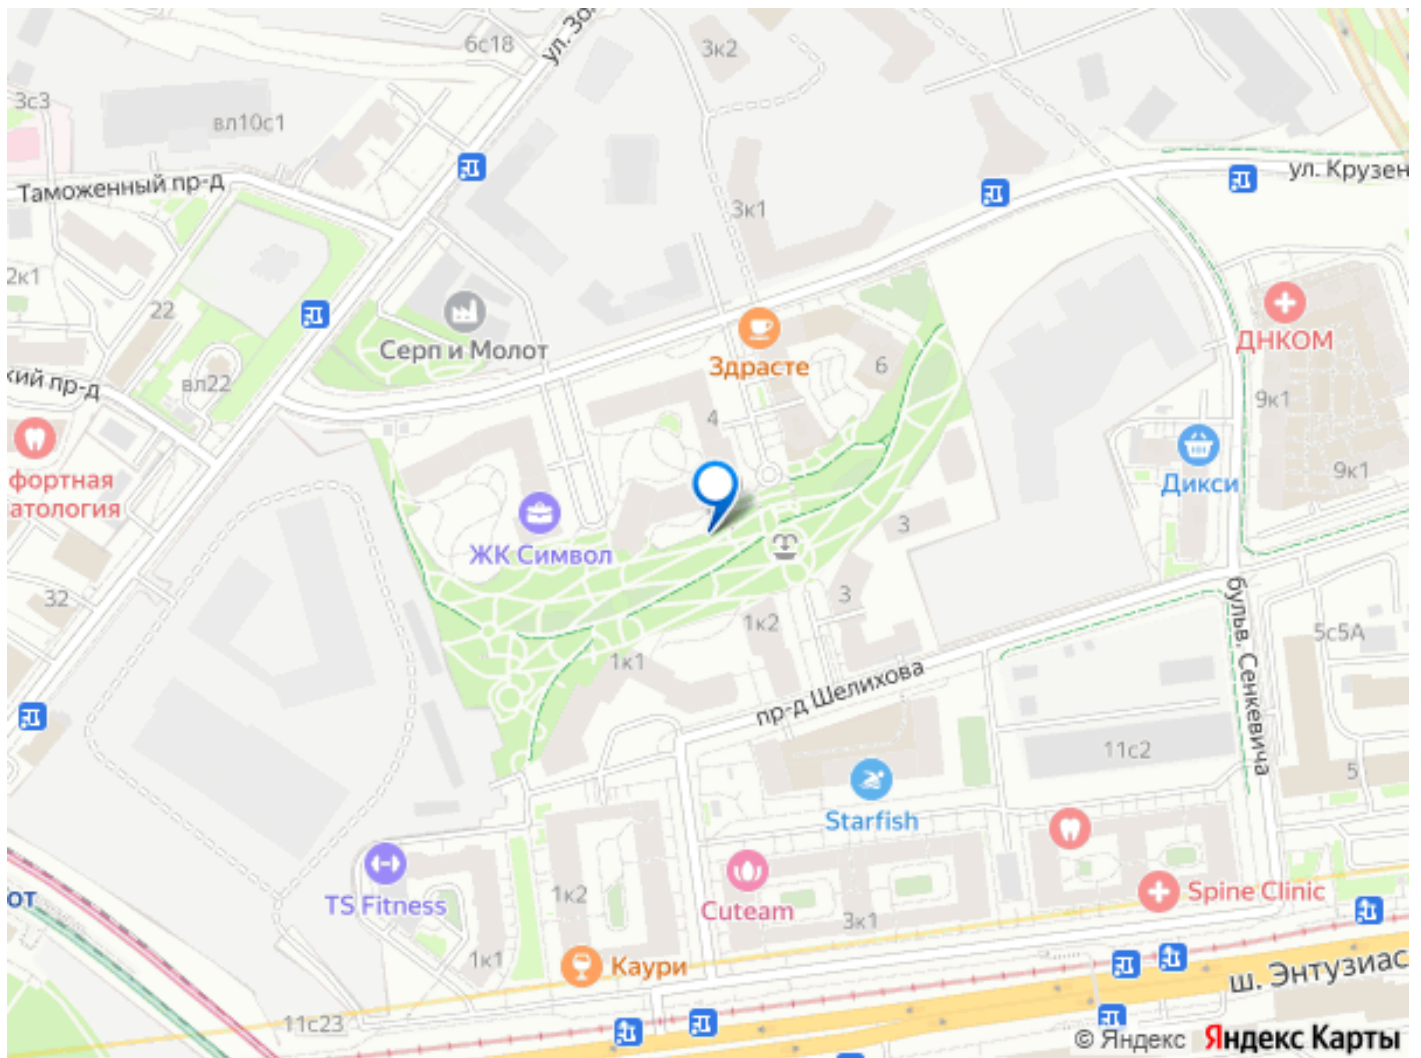 6с18
ул. Зол
3к2
3с3
вл10с1
ул. Крузен
Таможенный пр-д
3к1
2к1
22
Серп и Молот
ДНКОМ
Здрасте
6
кий пр-д
вл22
9к1
4
фортная
атология
9к1
Дикси
3
ЖК Символ
32
3
1к2
бульв. Сенкевича
5с5А
1к1
пр-д Шелихова
11с2
5
Starfish
TS Fitness
1к2
Cuteam
3к1
Spine Clinic
от
1к1
Каури
ш. Энтузиас
11с23
© Яндекс Яндекс Карты